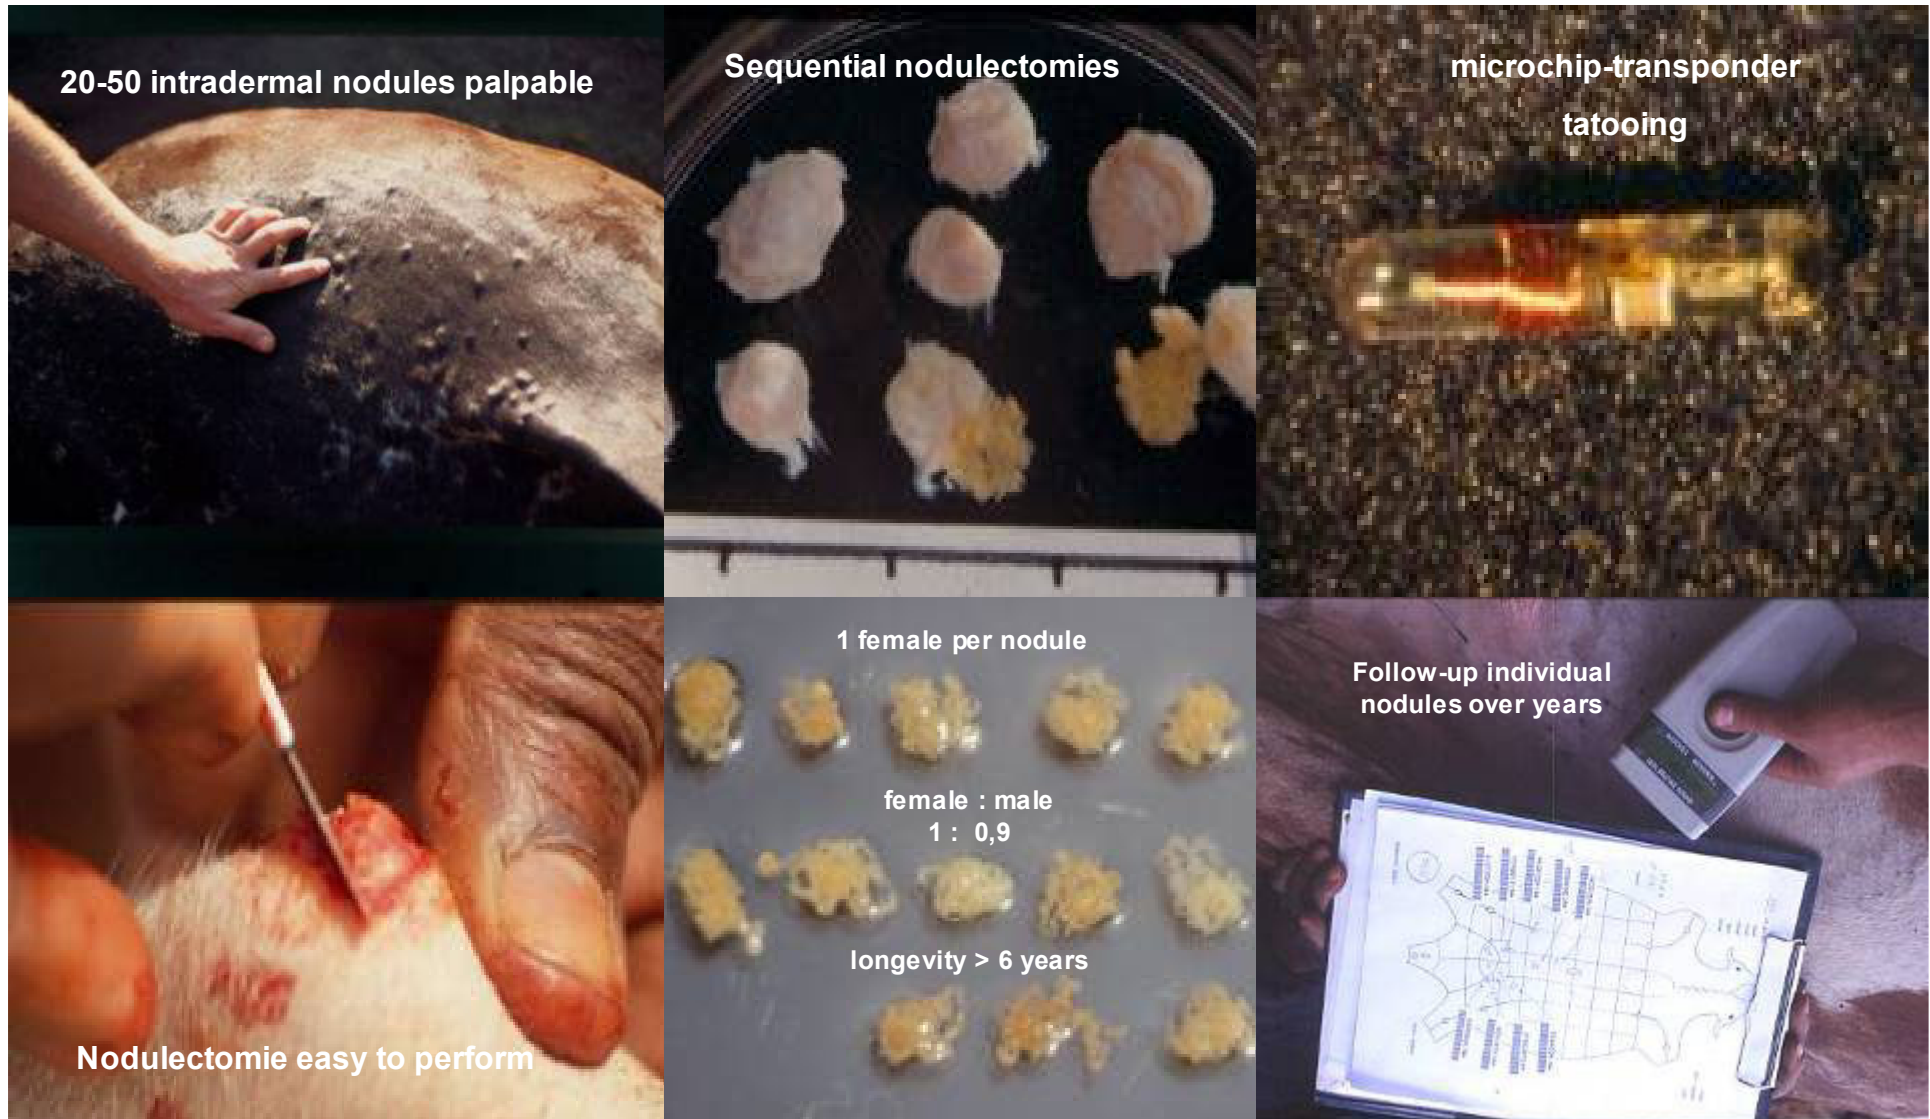 20-50 intradermal nodules palpable
Sequential nodulectomies
microchip-transponder
tatooing
Nodulectomie easy to perform
1 female per nodule
female : male
1 : 0,9
longevity > 6 years
Follow-up individual
nodules over years